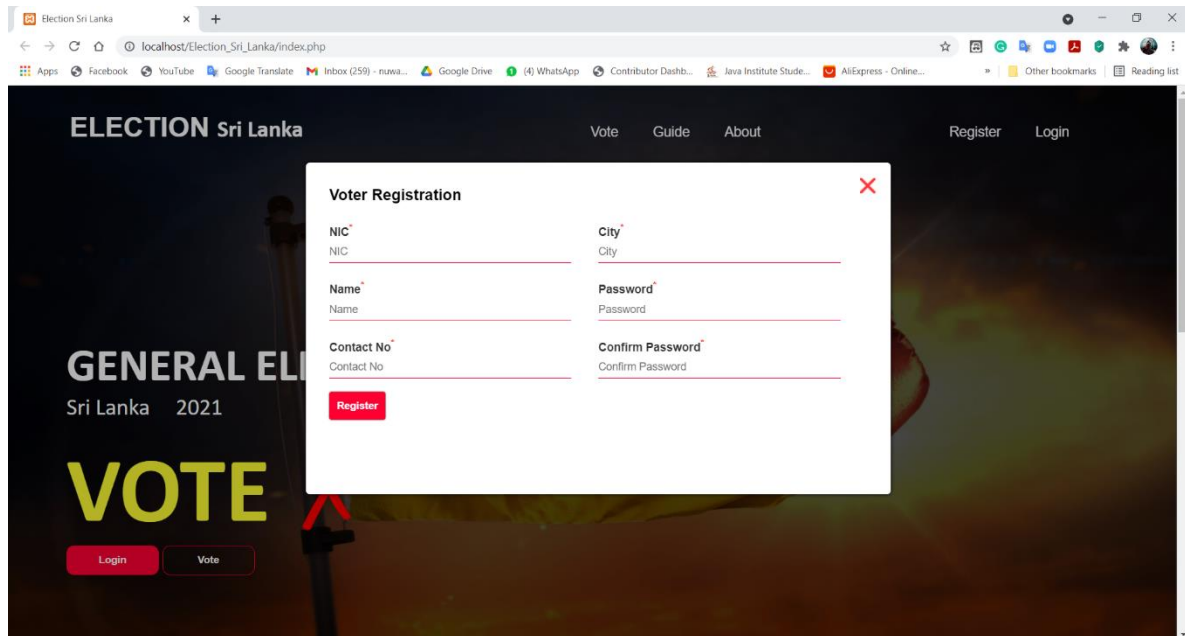 Election Sri Lanka
localhost/Election_Sri_Lanka/index.php
Apps Facebook YouTube Google Translate Inbox (259) - nuwa... Google Drive (4) WhatsApp Contributor Dashb... Java Institute Stude... AliExpress - Online... » Other bookmarks Reading list
ELECTION Sri Lanka Vote Guide About Register Login
Voter Registration
NIC* City*
NIC City
Name* Password*
Name Password
Contact No* Confirm Password*
Contact No Confirm Password
Register
GENERAL EL
Sri Lanka 2021
VOTE
Login Vote